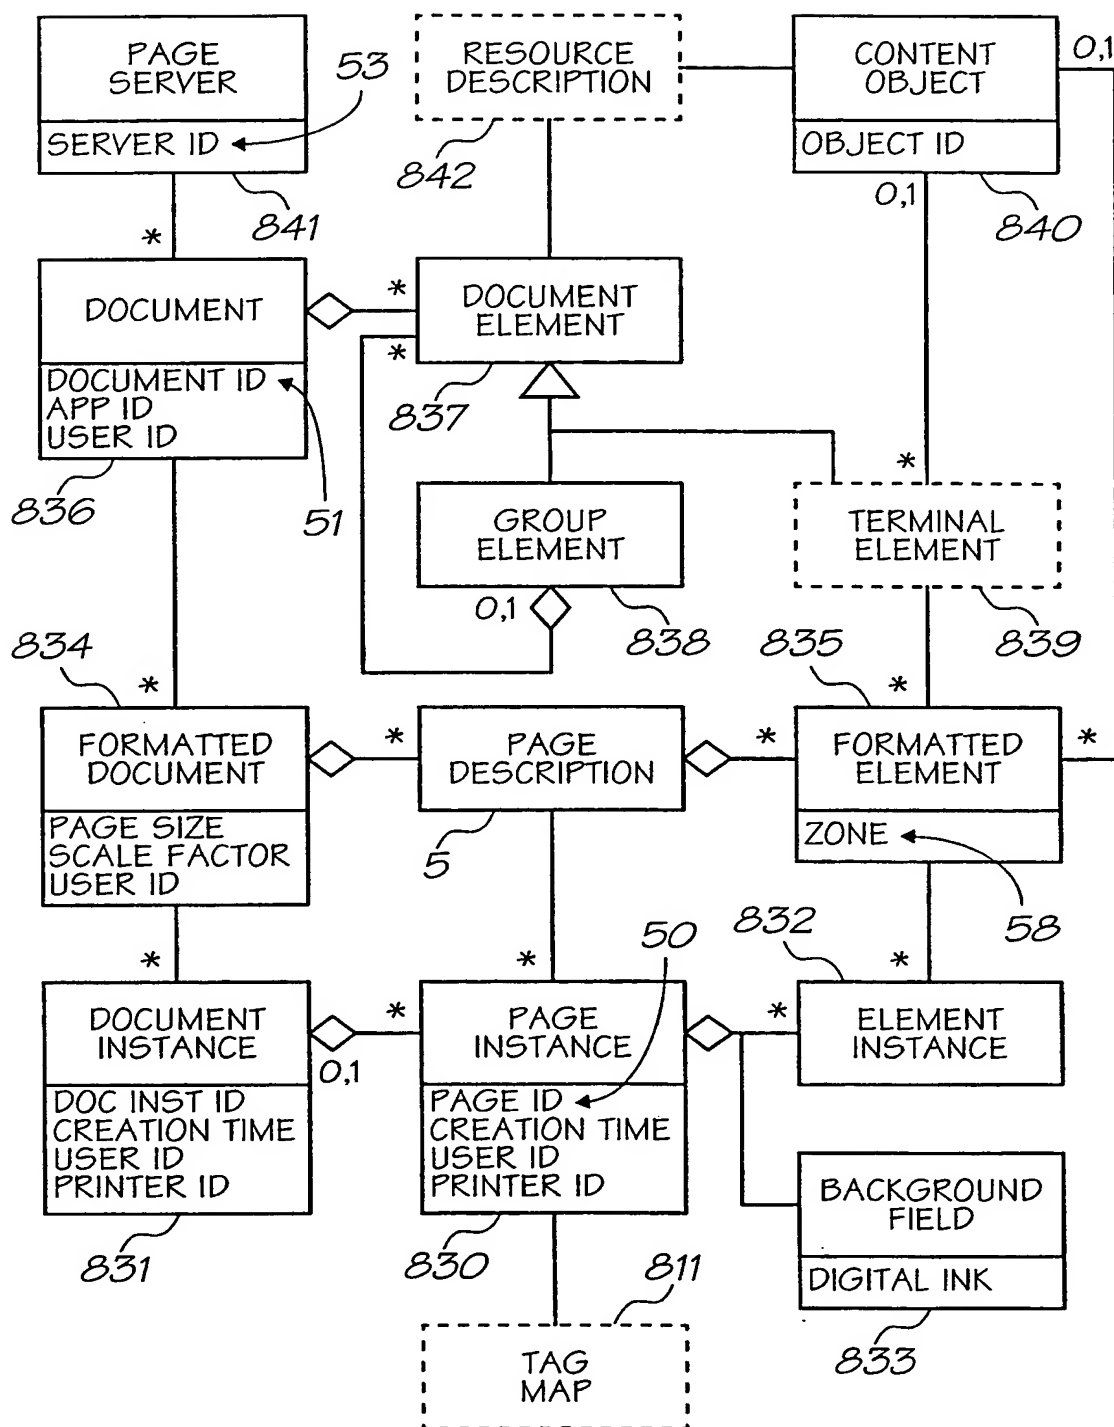 PAGE
SERVER
53
SERVER ID
841
*
RESOURCE
DESCRIPTION
842
CONTENT
OBJECT
0,1
OBJECT ID
0,1
840
DOCUMENT
DOCUMENT ID
APP ID
USER ID
836
51
*
*
DOCUMENT
ELEMENT
837
GROUP
ELEMENT
0,1
838
*
TERMINAL
ELEMENT
839
834
*
FORMATTED
DOCUMENT
PAGE SIZE
SCALE FACTOR
USER ID
*
PAGE
DESCRIPTION
5
*
835
*
FORMATTED
ELEMENT
*
ZONE
58
*
DOCUMENT
INSTANCE
0,1
DOC INST ID
CREATION TIME
USER ID
PRINTER ID
831
*
*
50
PAGE
INSTANCE
PAGE ID
CREATION TIME
USER ID
PRINTER ID
830
832
*
*
ELEMENT
INSTANCE
BACKGROUND
FIELD
DIGITAL INK
833
811
TAG
MAP